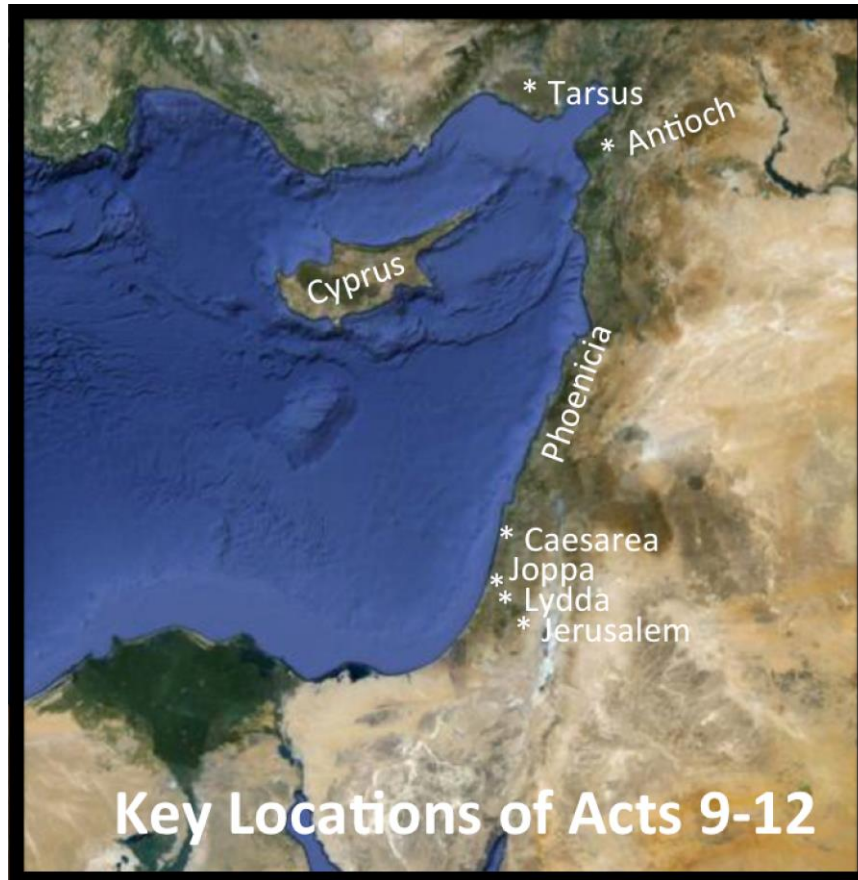 * Tarsus
* Antioch
Cyprus
Phoenicia
* Caesarea
* Joppa
* Lydda
* Jerusalem
Key Locations of Acts 9-12